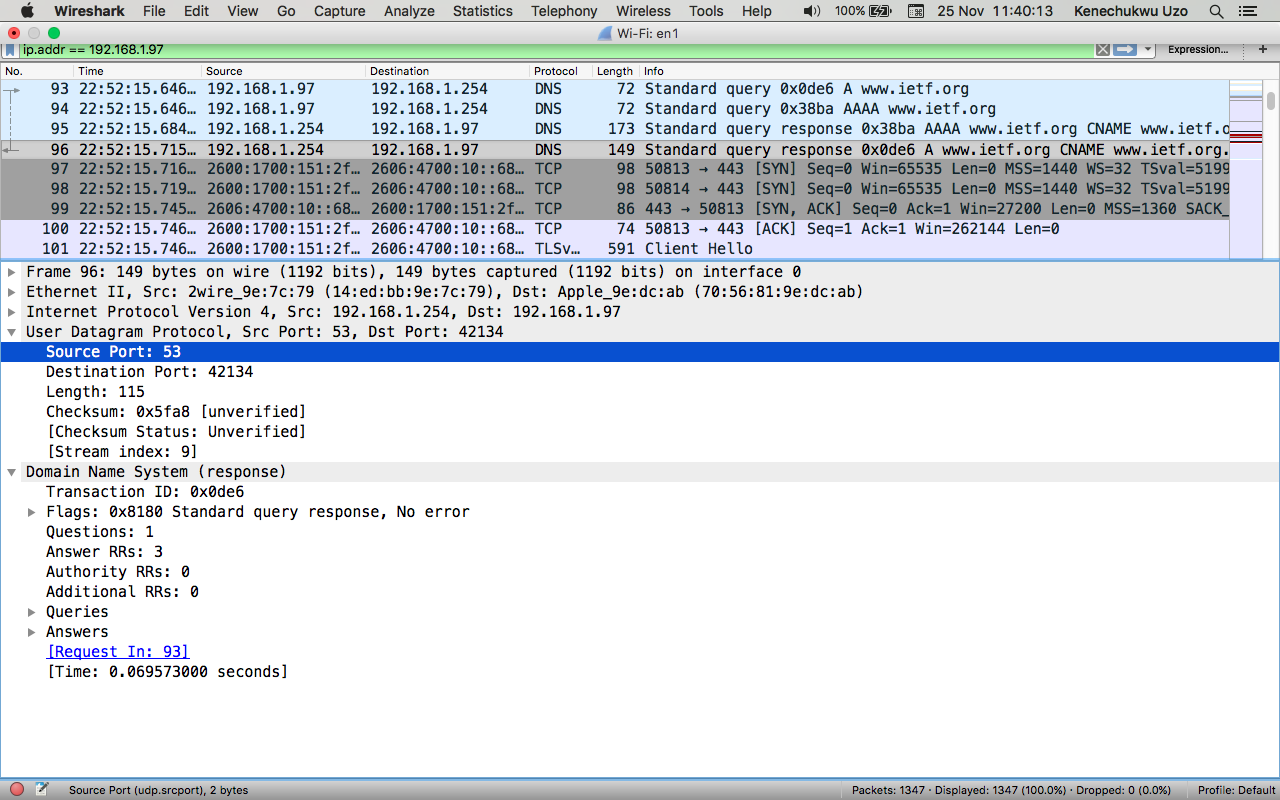 Wireshark File Edit View Go Capture Analyze Statistics Telephony Wireless Tools Help 100% 25 Nov 11:40:13 Kenechukwu Uzo
Wi-Fi: en1
ip.addr == 192.168.1.97 Expression... +
No. Time Source Destination Protocol Length Info
93 22:52:15.646… 192.168.1.97 192.168.1.254 DNS 72 Standard query 0x0de6 A www.ietf.org
94 22:52:15.646… 192.168.1.97 192.168.1.254 DNS 72 Standard query 0x38ba AAAA www.ietf.org
95 22:52:15.684… 192.168.1.254 192.168.1.97 DNS 173 Standard query response 0x38ba AAAA www.ietf.org CNAME www.ietf.o
96 22:52:15.715… 192.168.1.254 192.168.1.97 DNS 149 Standard query response 0x0de6 A www.ietf.org CNAME www.ietf.org.
97 22:52:15.716… 2600:1700:151:2f… 2606:4700:10::68… TCP 98 50813 → 443 [SYN] Seq=0 Win=65535 Len=0 MSS=1440 WS=32 TSval=5199
98 22:52:15.719… 2600:1700:151:2f… 2606:4700:10::68… TCP 98 50814 → 443 [SYN] Seq=0 Win=65535 Len=0 MSS=1440 WS=32 TSval=5199
99 22:52:15.745… 2606:4700:10::68… 2600:1700:151:2f… TCP 86 443 → 50813 [SYN, ACK] Seq=0 Ack=1 Win=27200 Len=0 MSS=1360 SACK_
100 22:52:15.746… 2600:1700:151:2f… 2606:4700:10::68… TCP 74 50813 → 443 [ACK] Seq=1 Ack=1 Win=262144 Len=0
101 22:52:15.746… 2600:1700:151:2f… 2606:4700:10::68… TLSv… 591 Client Hello
Frame 96: 149 bytes on wire (1192 bits), 149 bytes captured (1192 bits) on interface 0
Ethernet II, Src: 2wire_9e:7c:79 (14:ed:bb:9e:7c:79), Dst: Apple_9e:dc:ab (70:56:81:9e:dc:ab)
Internet Protocol Version 4, Src: 192.168.1.254, Dst: 192.168.1.97
User Datagram Protocol, Src Port: 53, Dst Port: 42134
Source Port: 53
Destination Port: 42134
Length: 115
Checksum: 0x5fa8 [unverified]
[Checksum Status: Unverified]
[Stream index: 9]
Domain Name System (response)
Transaction ID: 0x0de6
Flags: 0x8180 Standard query response, No error
Questions: 1
Answer RRs: 3
Authority RRs: 0
Additional RRs: 0
Queries
Answers
[Request In: 93]
[Time: 0.069573000 seconds]
Source Port (udp.srcport), 2 bytes Packets: 1347 · Displayed: 1347 (100.0%) · Dropped: 0 (0.0%) Profile: Default